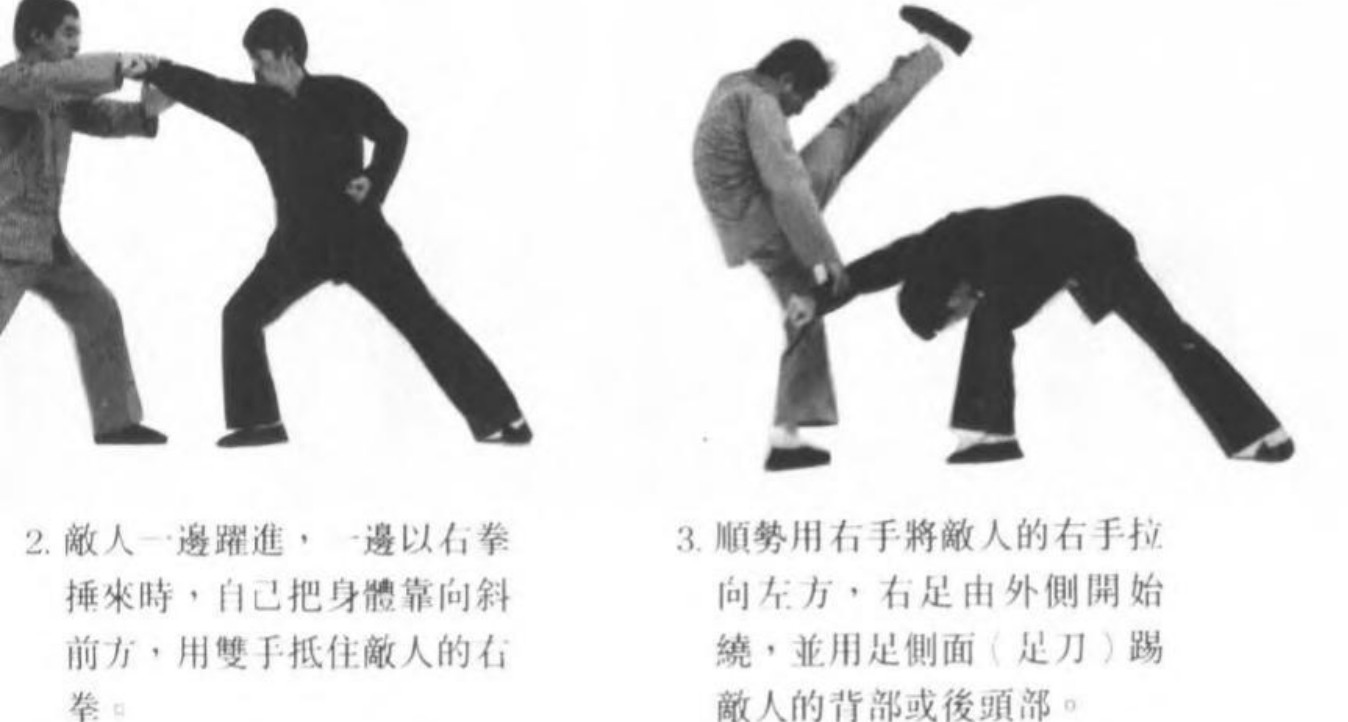 2. 敵人一邊躍進，一邊以右拳
捶來時，自己把身體靠向斜
前方，用雙手抵住敵人的右
拳。
3. 順勢用右手將敵人的右手拉
向左方，右足由外側開始
繞，並用足側面（足刀）踢
敵人的背部或後頭部。